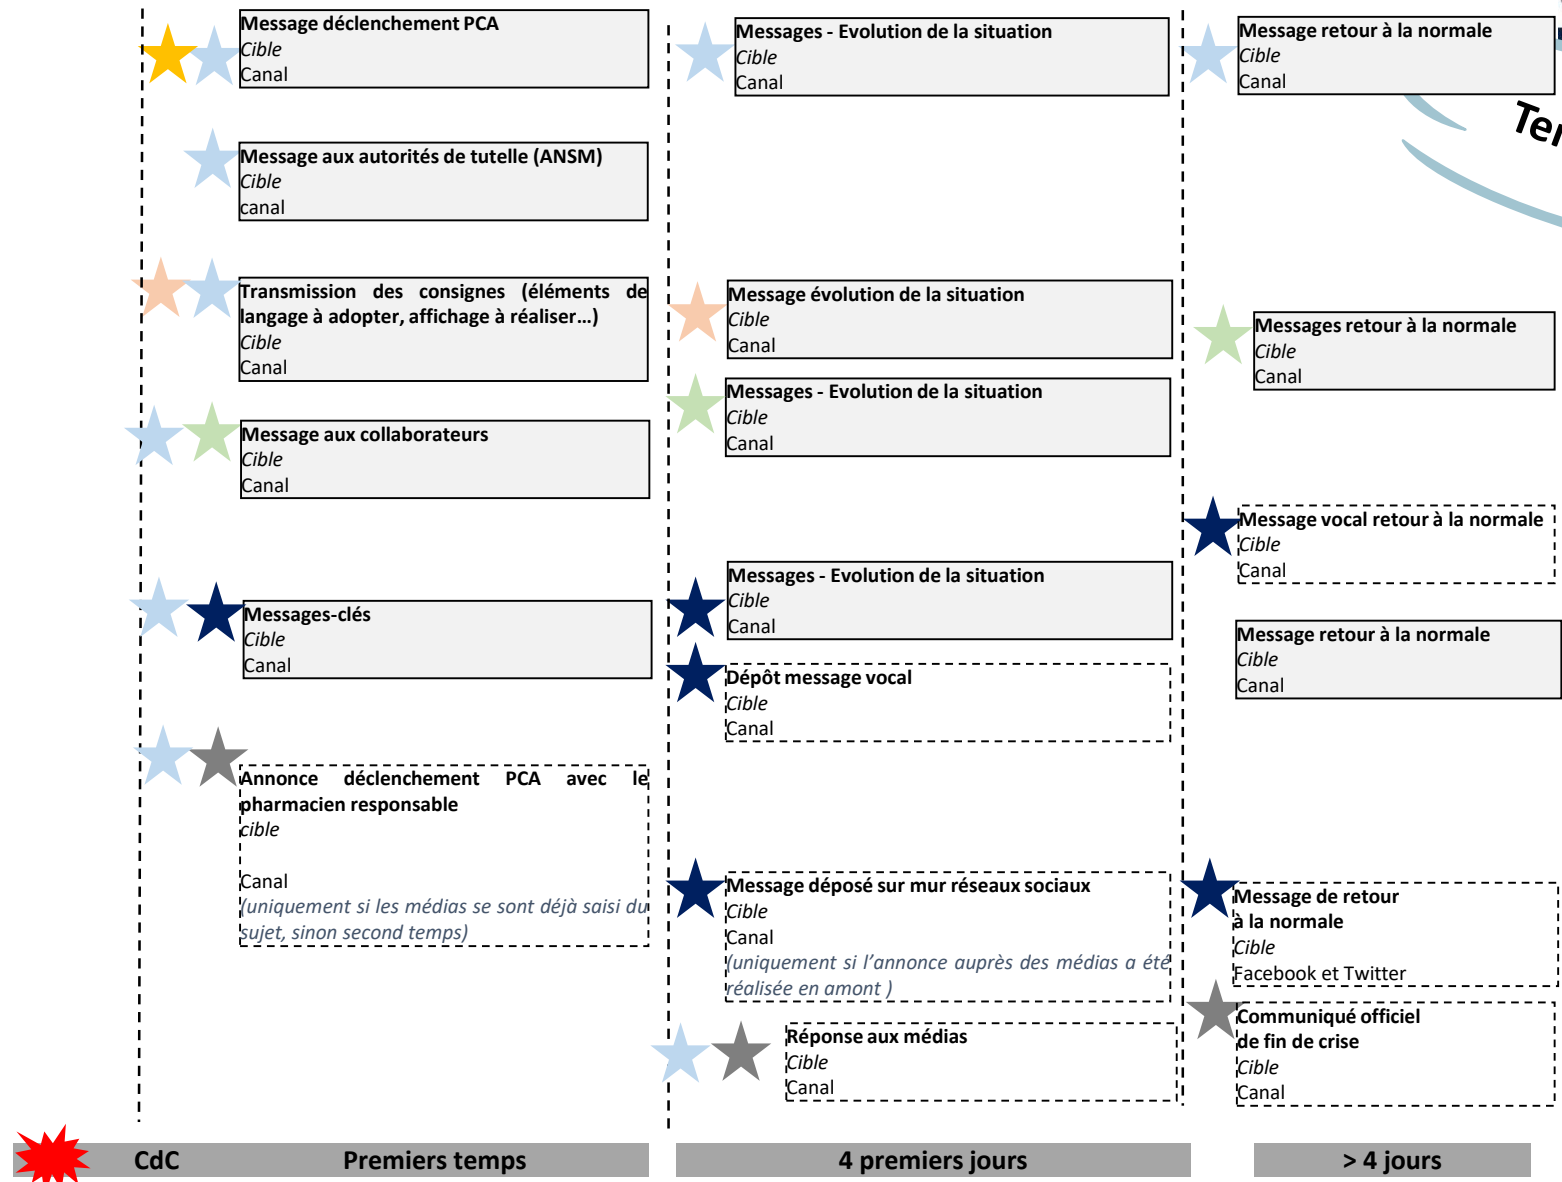 Message déclenchement PCA
Cible
Canal
Message aux autorités de tutelle (ANSM)
Cible
canal
Transmission des consignes (éléments de
langage à adopter, affichage à réaliser…)
Cible
Canal
Message aux collaborateurs
Cible
Canal
Messages-clés
Cible
Canal
Annonce déclenchement PCA avec le
pharmacien responsable
cible
Canal
(uniquement si les médias se sont déjà saisi du
sujet, sinon second temps)
Messages - Evolution de la situation
Cible
Canal
Message évolution de la situation
Cible
Canal
Messages - Evolution de la situation
Cible
Canal
Messages - Evolution de la situation
Cible
Canal
Dépôt message vocal
Cible
Canal
Message déposé sur mur réseaux sociaux
Cible
Canal
(uniquement si l’annonce auprès des médias a été
réalisée en amont )
Réponse aux médias
Cible
Canal
Message retour à la normale
Cible
Canal
Messages retour à la normale
Cible
Canal
Message vocal retour à la normale
Cible
Canal
Message retour à la normale
Cible
Canal
Message de retour
à la normale
Cible
Facebook et Twitter
Communiqué officiel
de fin de crise
Cible
Canal
CdC
Premiers temps
4 premiers jours
> 4 jours